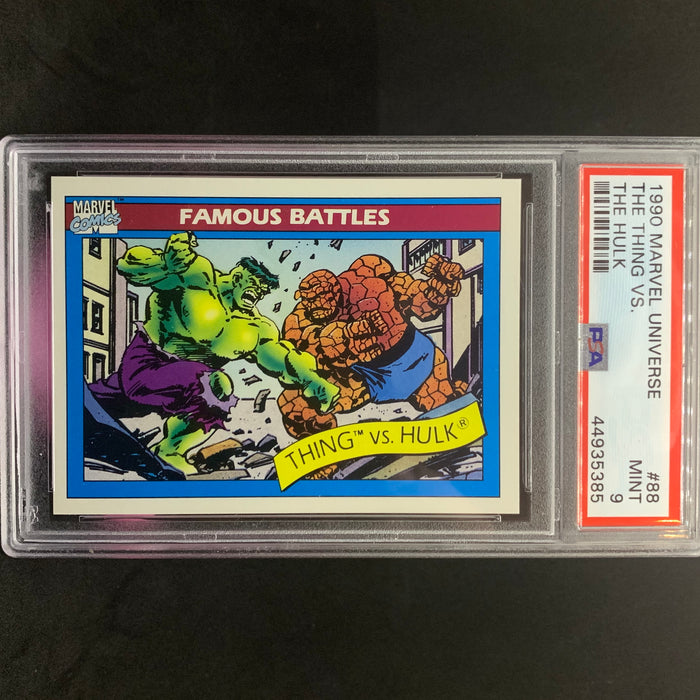 MARVEL
COMICS
M
™
FAMOUS BATTLES
THING™ VS. HULK®
1990 MARVEL UNIVERSE #88
THE THING VS. MINT
THE HULK 9
PSA 44935385